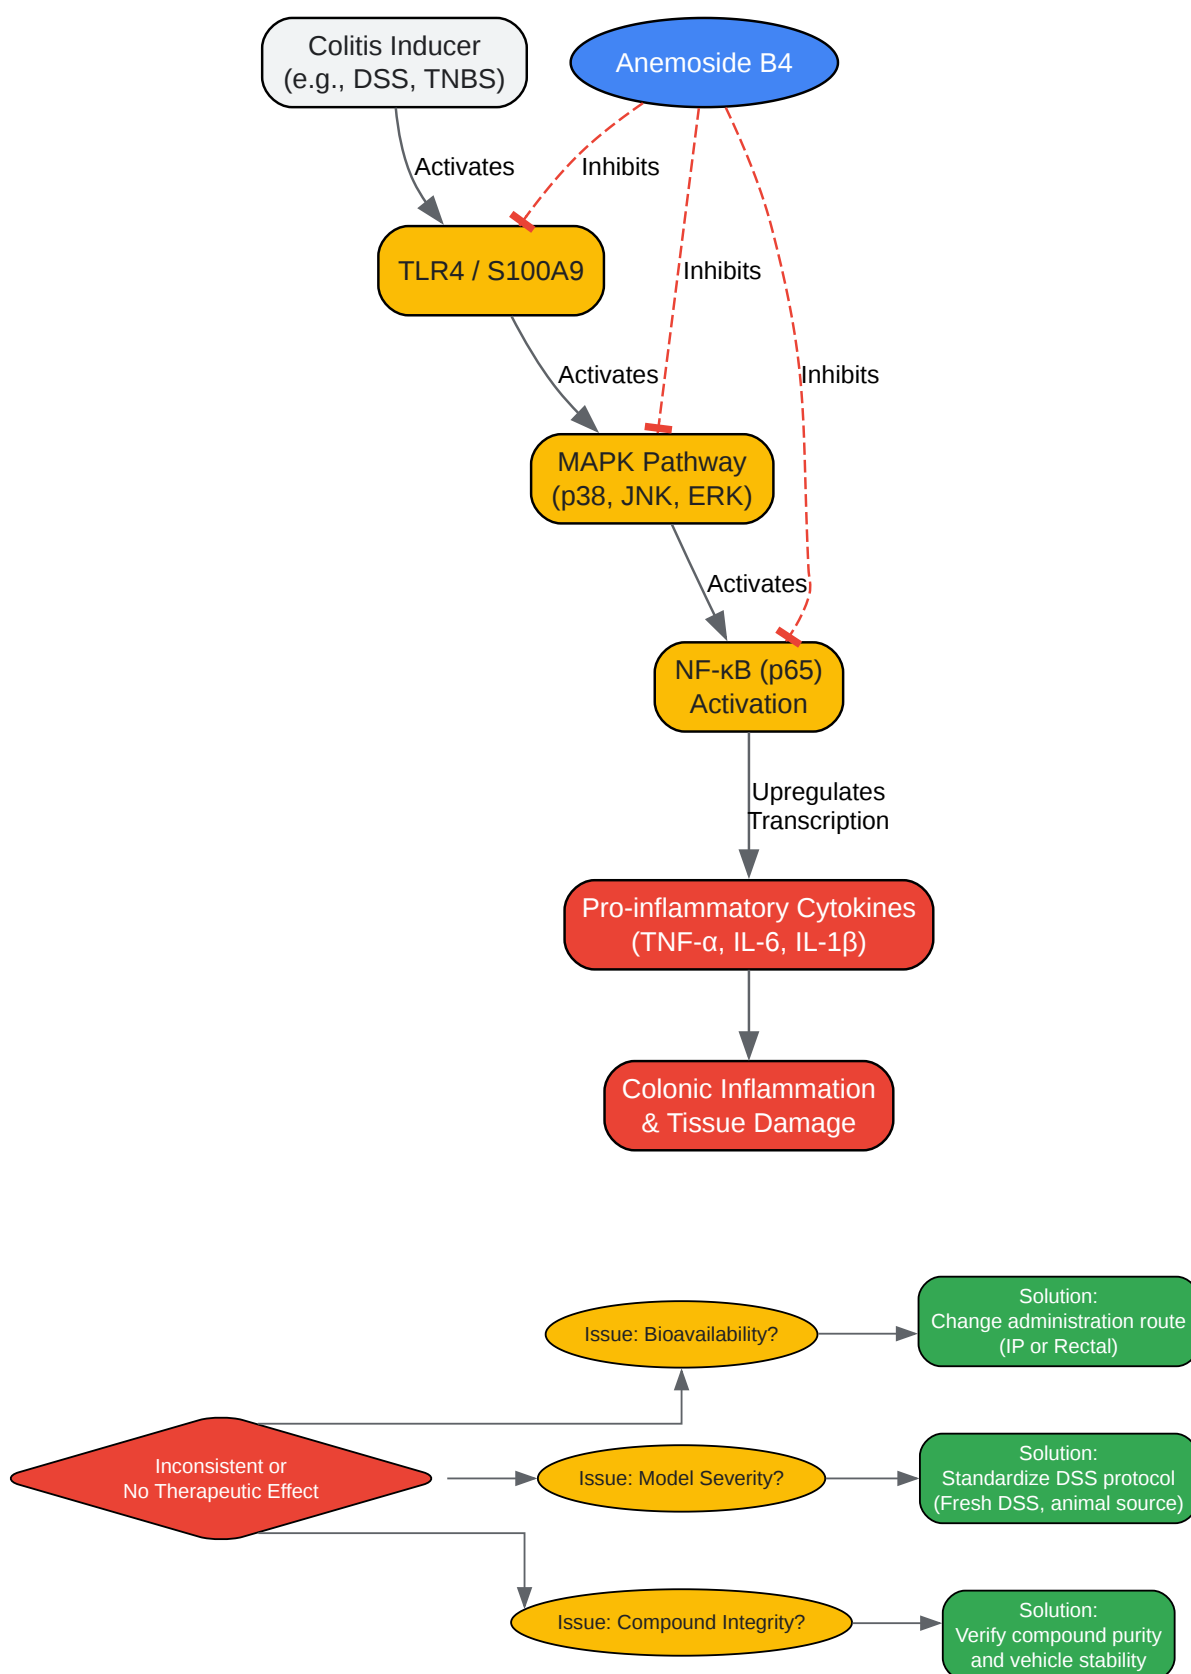 Colitis Inducer
(e.g., DSS, TNBS)
Anemoside B4
Activates
Inhibits
TLR4 / S100A9
Inhibits
Activates
Inhibits
MAPK Pathway
(p38, JNK, ERK)
Activates
NF-κB (p65)
Activation
Upregulates
Transcription
Pro-inflammatory Cytokines
(TNF-α, IL-6, IL-1β)
Colonic Inflammation
& Tissue Damage
Inconsistent or
No Therapeutic Effect
Issue: Bioavailability?
Solution:
Change administration route
(IP or Rectal)
Issue: Model Severity?
Solution:
Standardize DSS protocol
(Fresh DSS, animal source)
Issue: Compound Integrity?
Solution:
Verify compound purity
and vehicle stability